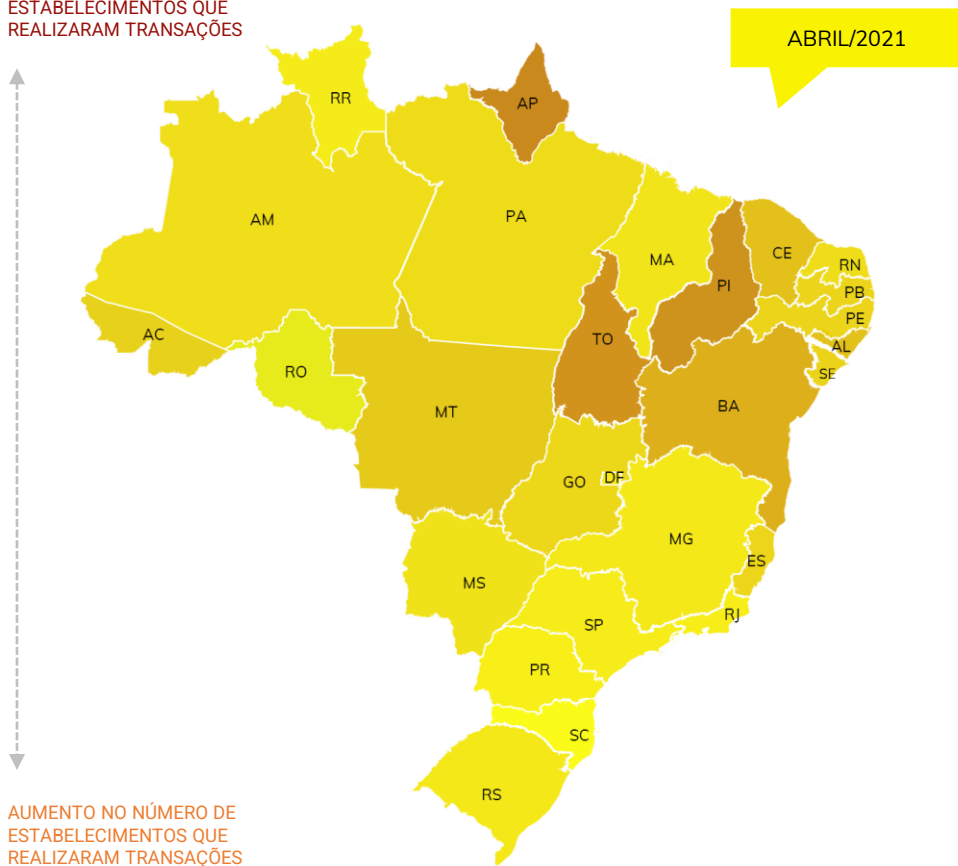 ESTABELECIMENTOS QUE
REALIZARAM TRANSAÇÕES
ABRIL/2021
RR
AP
AM
PA
MA
CE
RN
PI
PB
PE
AC
TO
AL
RO
SE
MT
BA
GO
DF
MG
ES
MS
RJ
SP
PR
SC
RS
AUMENTO NO NÚMERO DE
ESTABELECIMENTOS QUE
REALIZARAM TRANSAÇÕES